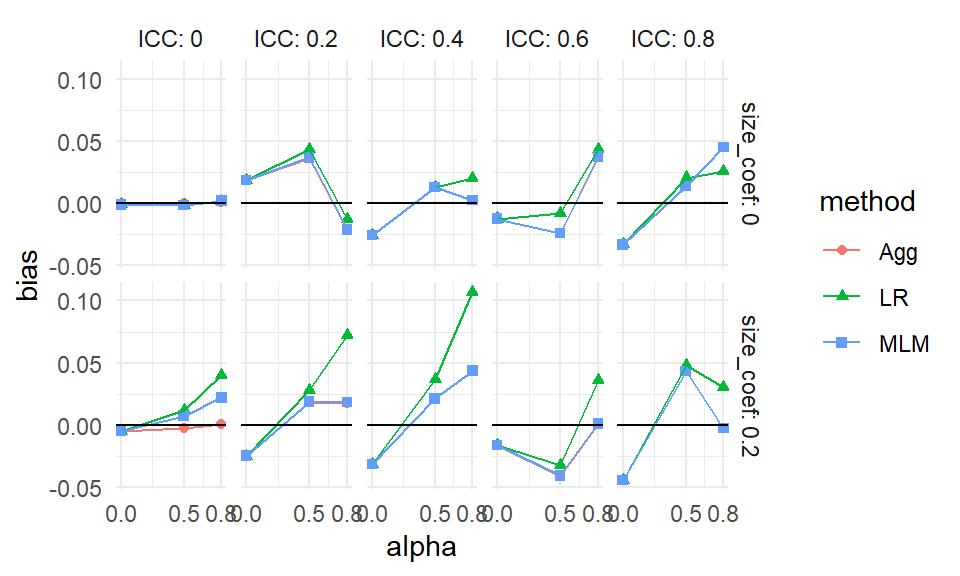 ICC: 0 ICC: 0.2 ICC: 0.4 ICC: 0.6 ICC: 0.8
0.10
0.05
0.00
-0.05
size_coef: 0
0.10
0.05
0.00
-0.05
size_coef: 0.2
bias
0.0 0.5 0.8 0.0 0.5 0.8 0.0 0.5 0.8 0.0 0.5 0.8 0.0 0.5 0.8
alpha
method
Agg
LR
MLM